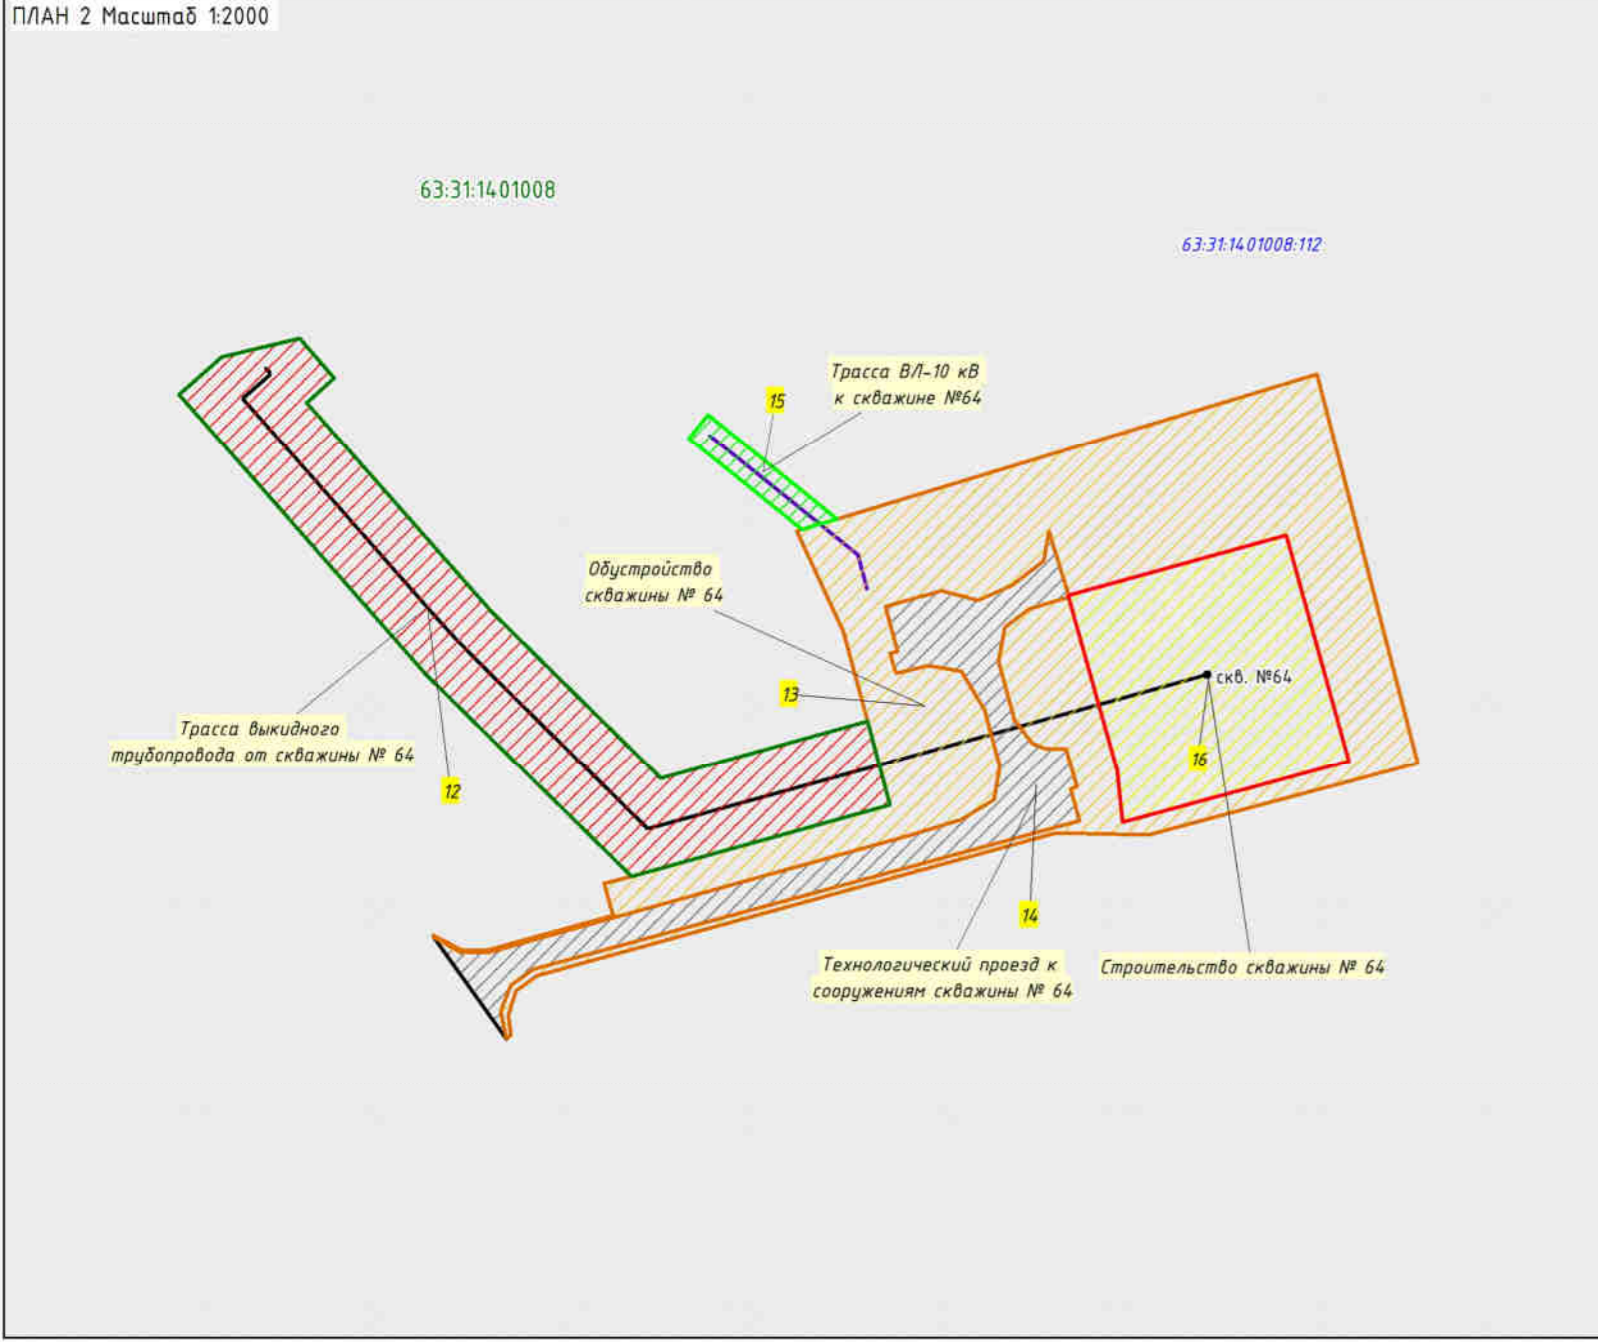 ПЛАН 2 Масштаб 1:2000
63:31:1401008
63:31:1401008:112
Трасса ВЛ-10 кВ
к скважине №64
15
Обустройство
скважины № 64
13
скв. №64
16
Трасса выкидного
трубопровода от скважины № 64
12
14
Технологический проезд к
сооружениям скважины № 64
Строительство скважины № 64